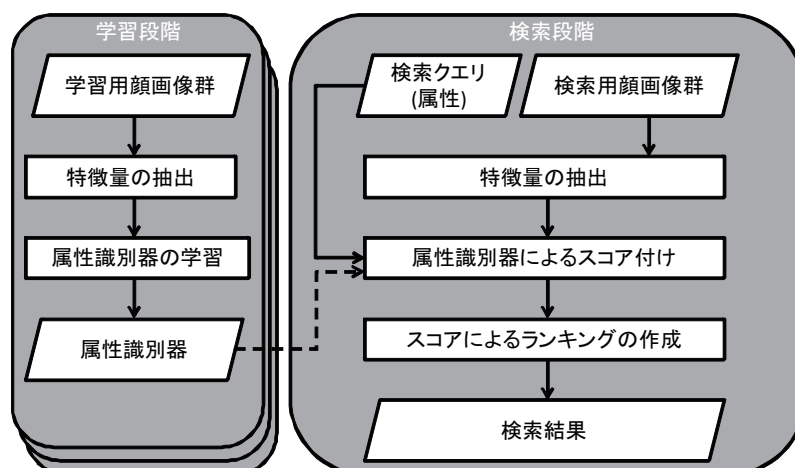 学習段階
学習用顔画像群
特徴量の抽出
属性識別器の学習
属性識別器
検索段階
検索クエリ
(属性)
検索用顔画像群
特徴量の抽出
属性識別器によるスコア付け
スコアによるランキングの作成
検索結果